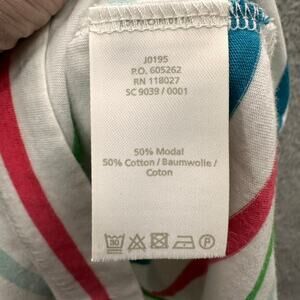 J0195
P.O. 605262
RN 118027
SC 9039 / 0001
50% Modal
50% Cotton / Baumwolle /
Coton